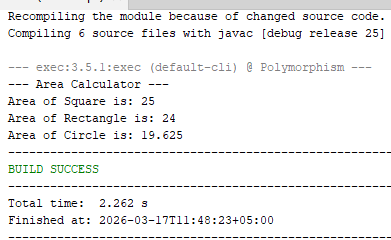 Recompiling the module because of changed source code.
Compiling 6 source files with javac [debug release 25]
--- exec:3.5.1:exec (default-cli) @ Polymorphism ---
--- Area Calculator ---
Area of Square is: 25
Area of Rectangle is: 24
Area of Circle is: 19.625
------------------------------------------------------
BUILD SUCCESS
------------------------------------------------------
Total time:  2.262 s
Finished at: 2026-03-17T11:48:23+05:00
------------------------------------------------------